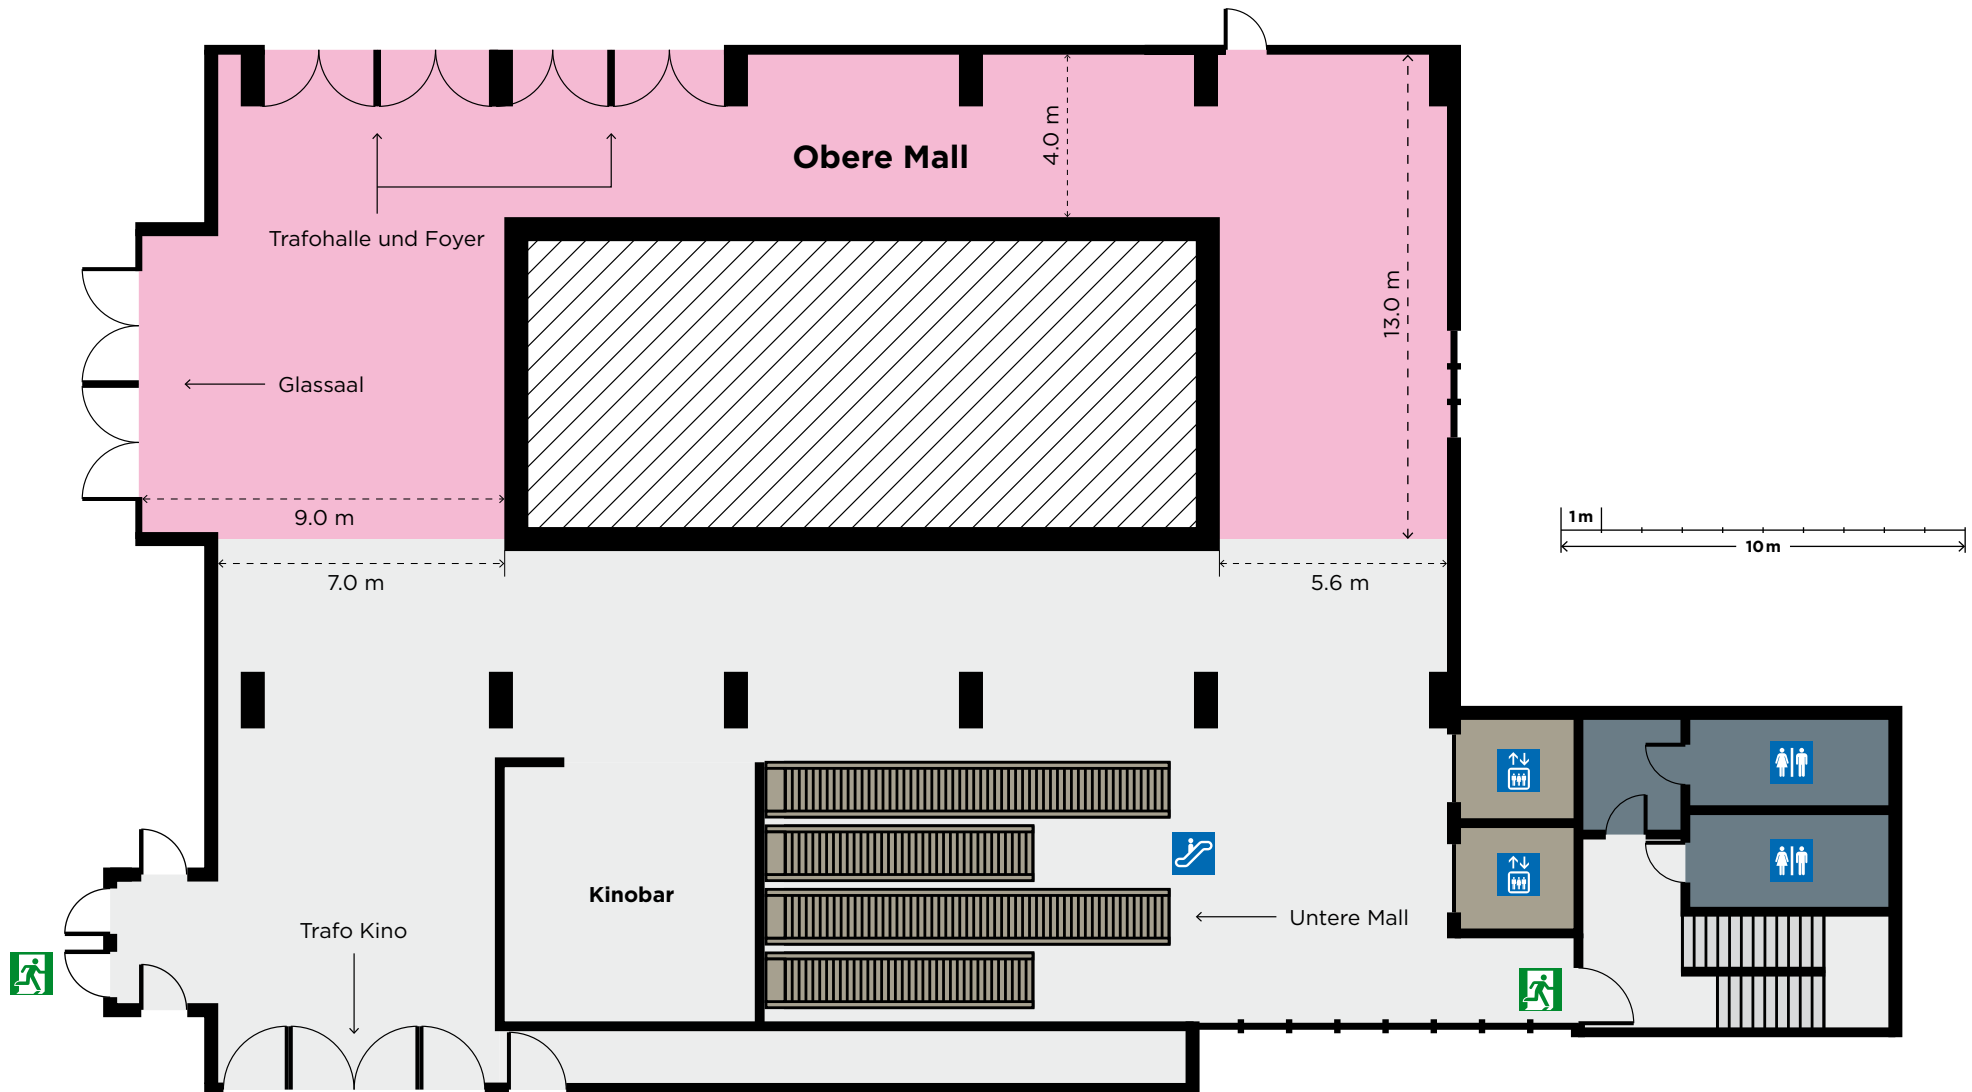 4.0 m
Obere Mall
Trafohalle und Foyer
13.0 m
Glassaal
9.0 m
1 m
10 m
7.0 m
5.6 m
Kinobar
Untere Mall
Trafo Kino